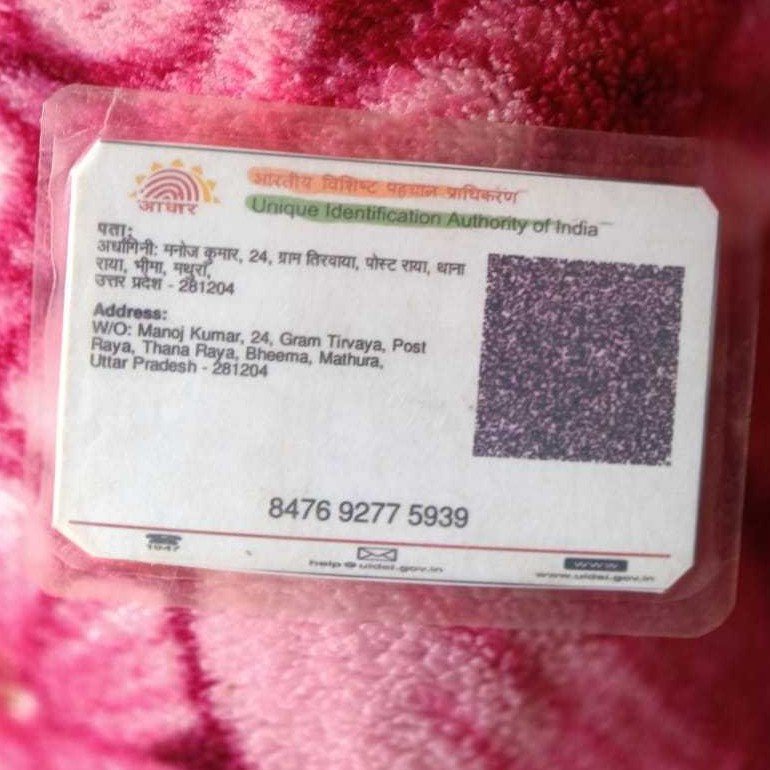 आधार
भारतीय विशिष्ट पहचान प्राधिकरण
Unique Identification Authority of India
पता:
अर्धांगिनी: मनोज कुमार, 24, ग्राम तिरवाया, पोस्ट राया, थाना
राया, भीमा, मथुरा,
उत्तर प्रदेश - 281204
Address:
W/O: Manoj Kumar, 24, Gram Tirvaya, Post
Raya, Thana Raya, Bheema, Mathura,
Uttar Pradesh - 281204
8476 9277 5939
1947
help@uidai.gov.in
www
www.uidai.gov.in